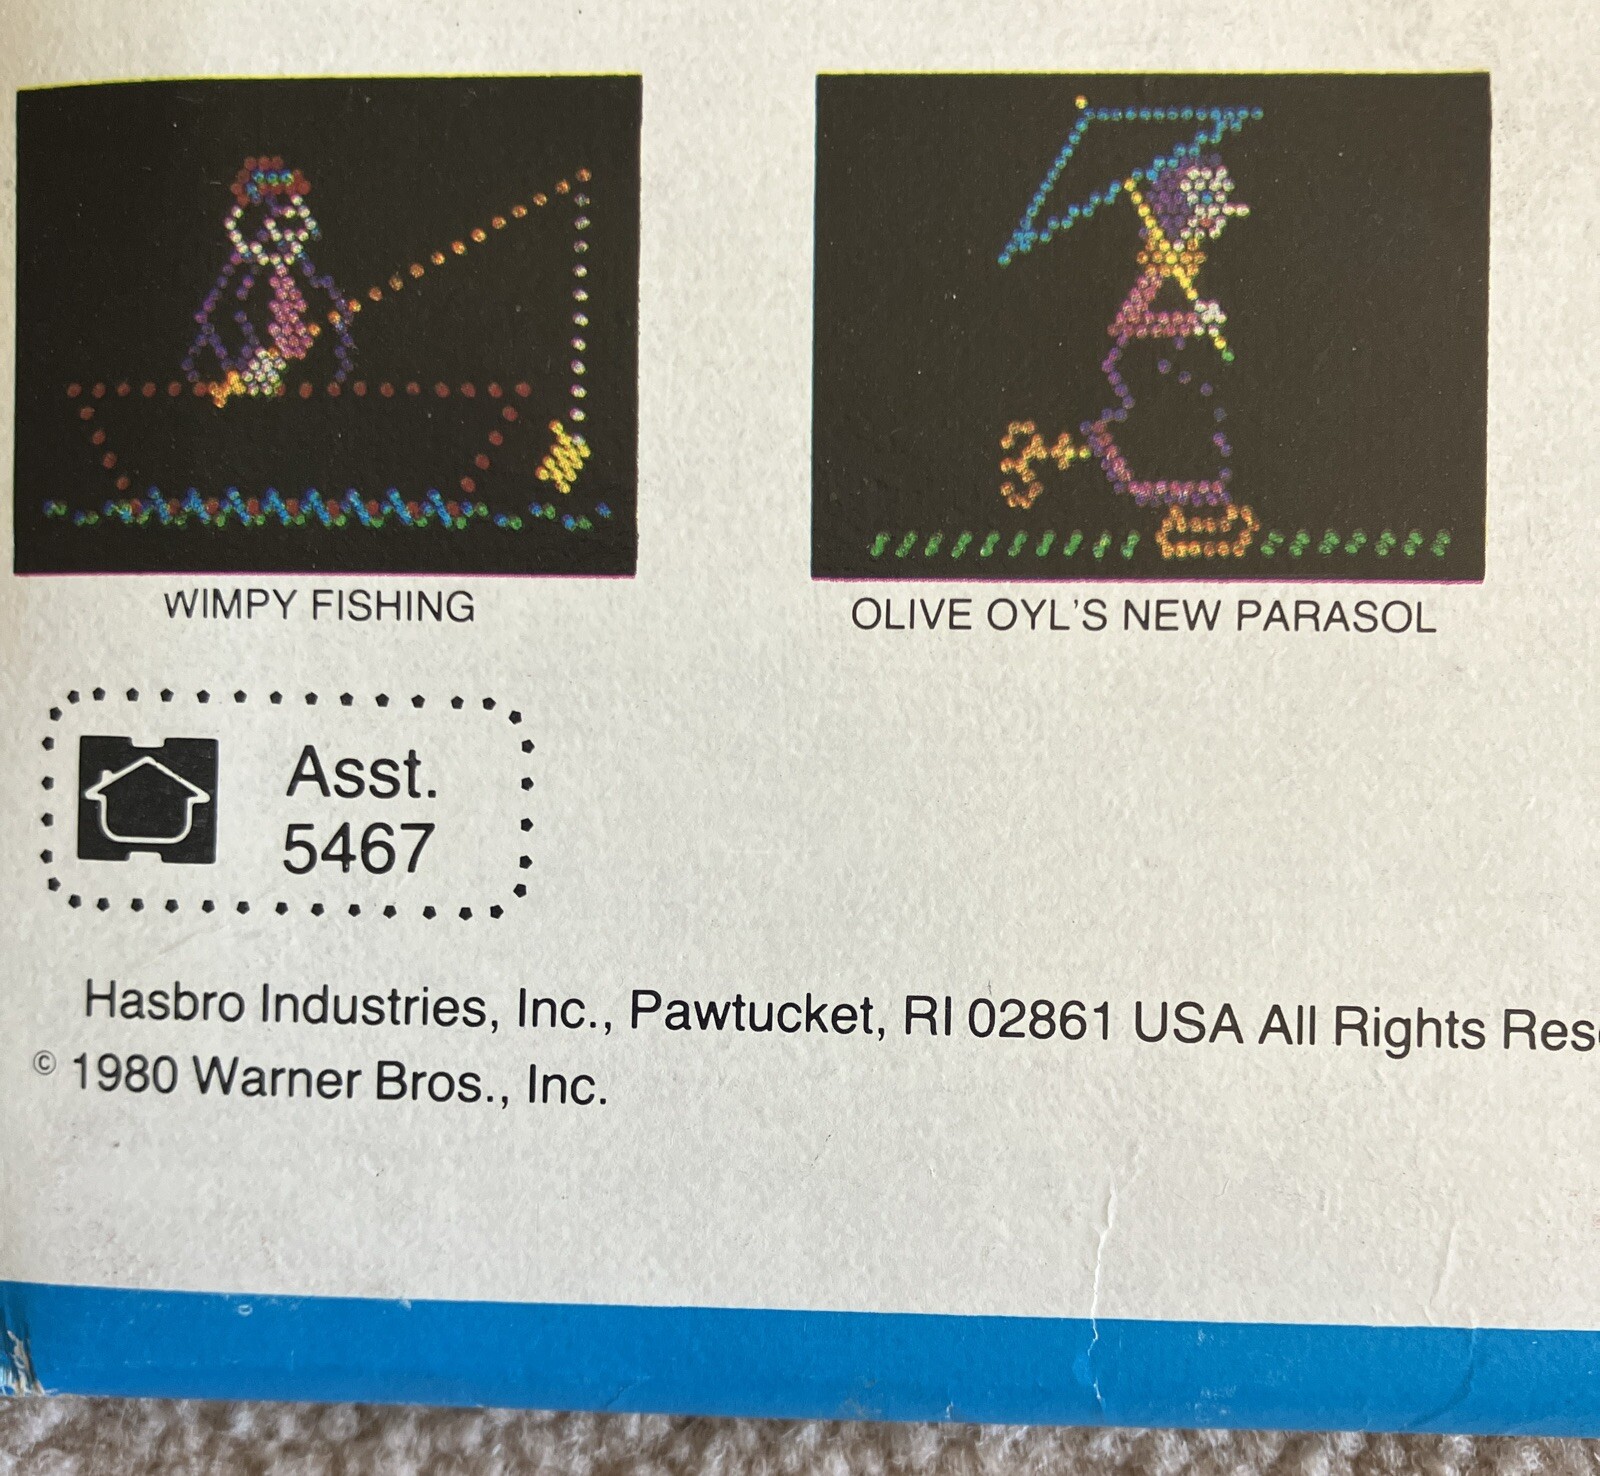 WIMPY FISHING
OLIVE OYL'S NEW PARASOL
Asst.
5467
Hasbro Industries, Inc., Pawtucket, RI 02861 USA All Rights
© 1980 Warner Bros., Inc.